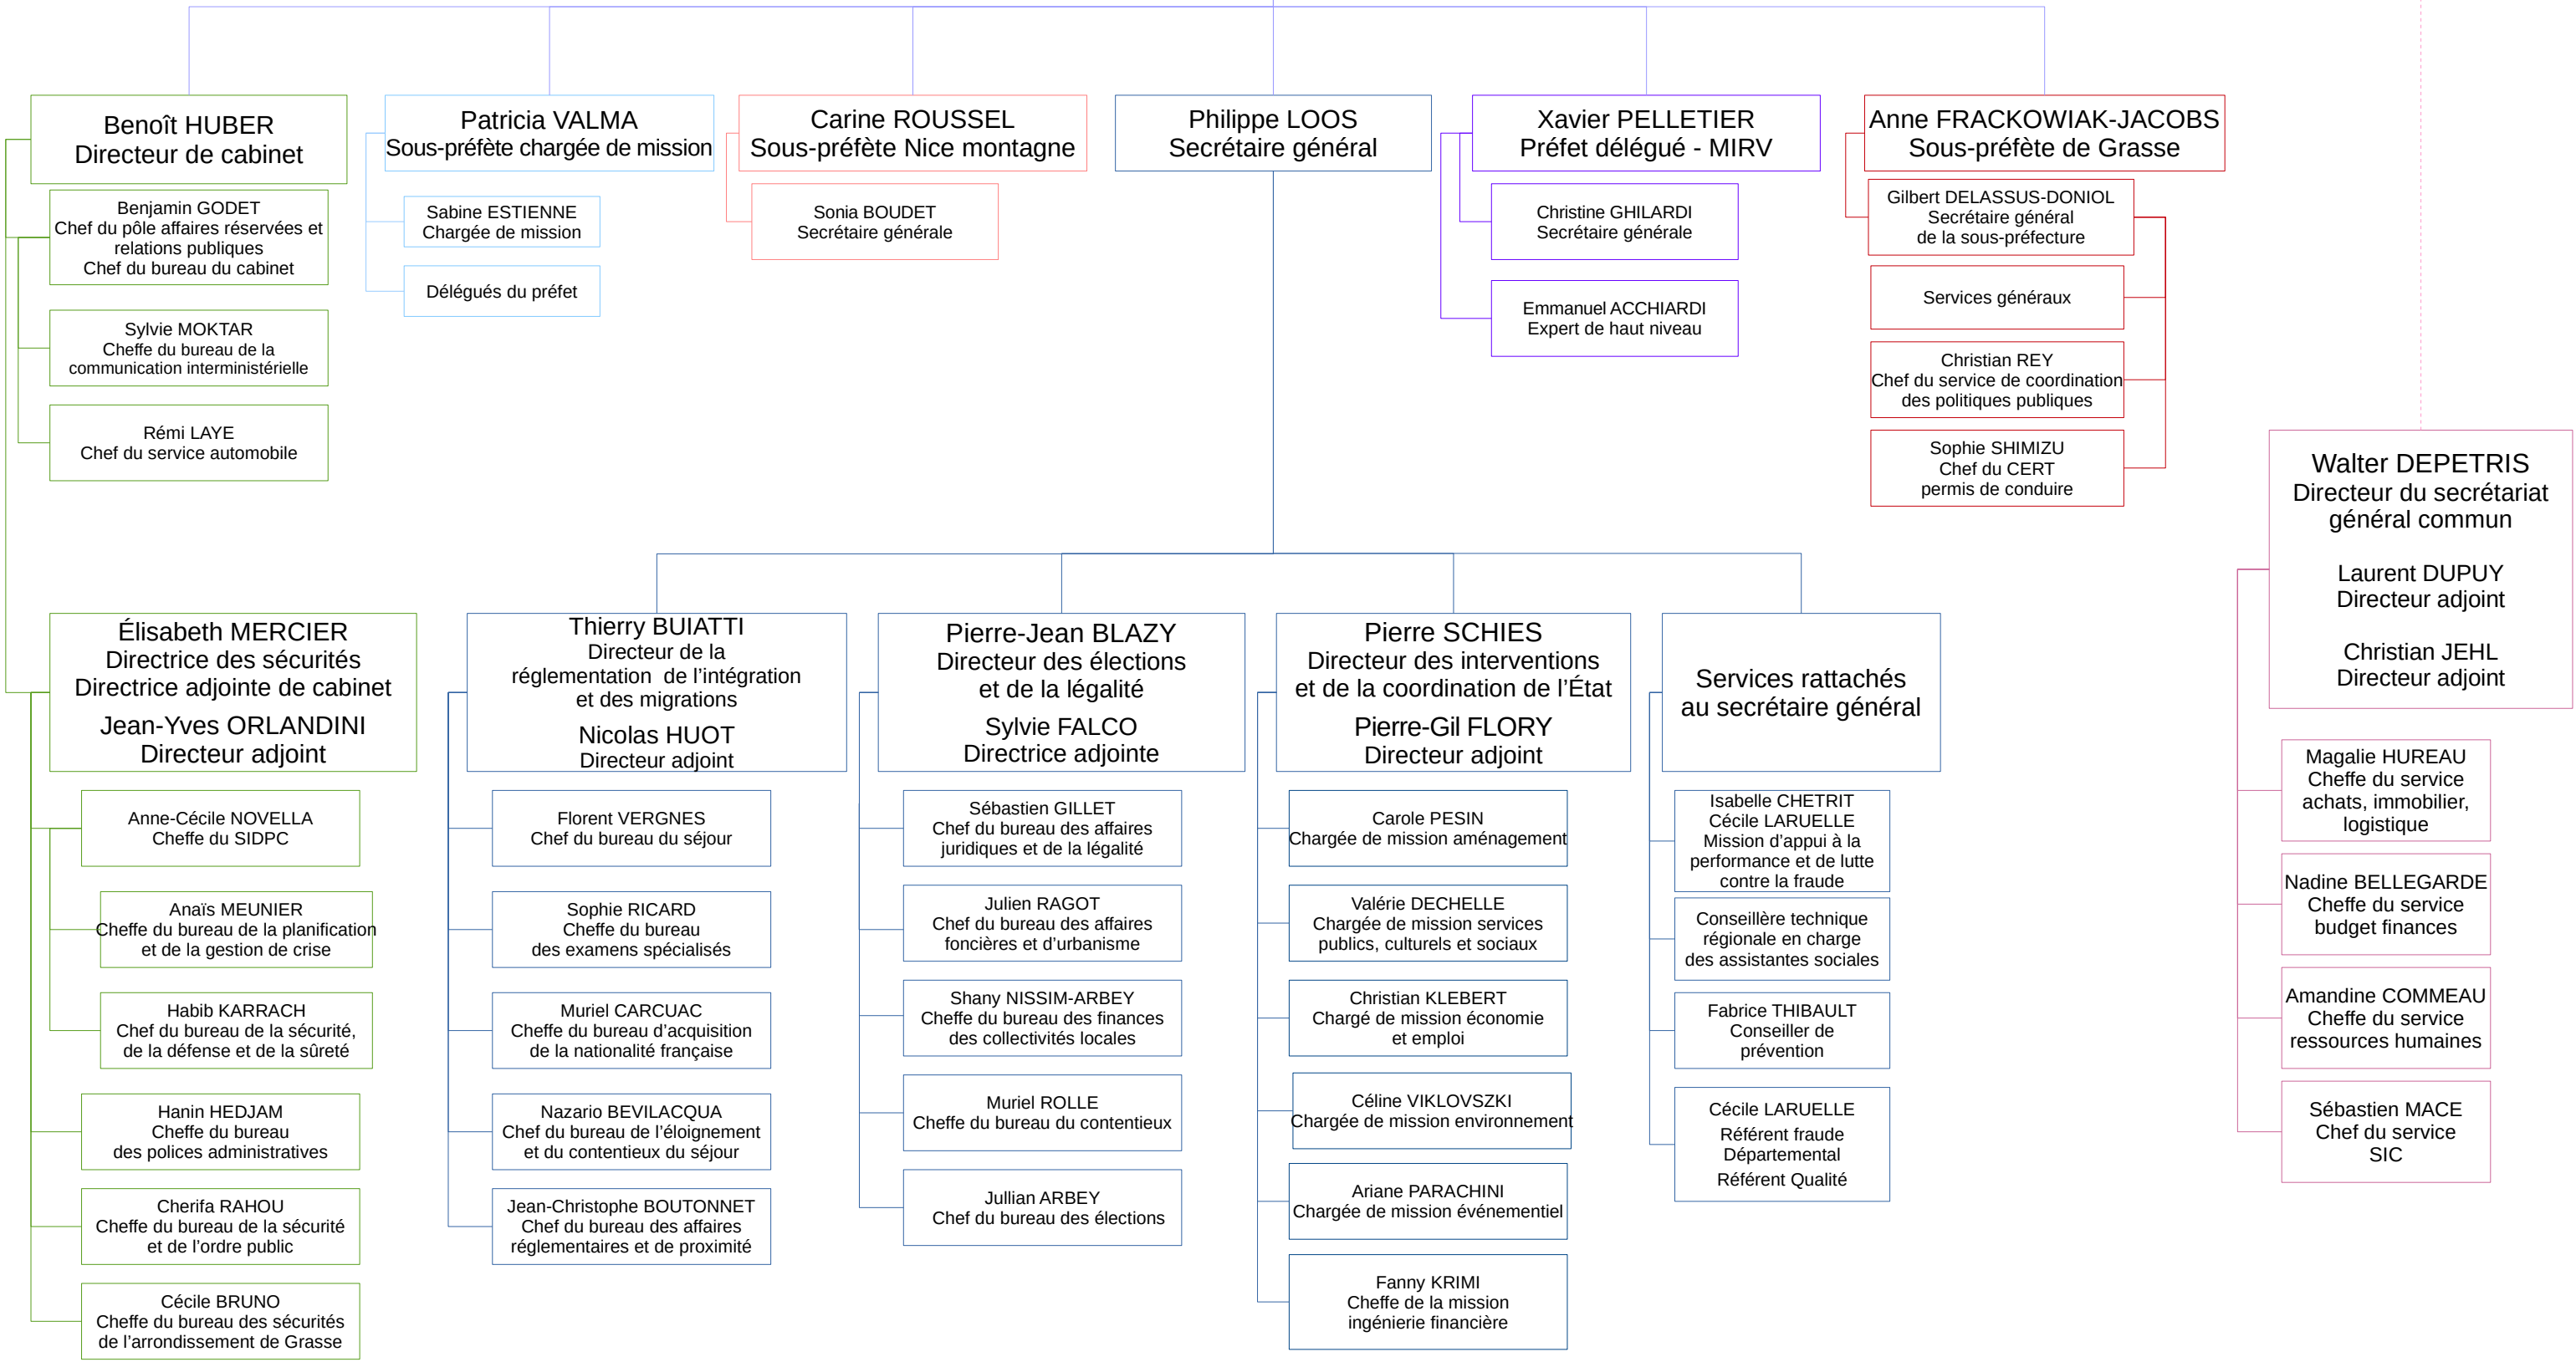 Benoît HUBER
Directeur de cabinet
Benjamin GODET
Chef du pôle affaires réservées et
relations publiques
Chef du bureau du cabinet
Sylvie MOKTAR
Cheffe du bureau de la
communication interministérielle
Rémi LAYE
Chef du service automobile
Patricia VALMA
Sous-préfète chargée de mission
Sabine ESTIENNE
Chargée de mission
Délégués du préfet
Carine ROUSSEL
Sous-préfète Nice montagne
Sonia BOUDET
Secrétaire générale
Philippe LOOS
Secrétaire général
Xavier PELLETIER
Préfet délégué - MIRV
Christine GHILARDI
Secrétaire générale
Emmanuel ACCHIARDI
Expert de haut niveau
Anne FRACKOWIAK-JACOBS
Sous-préfète de Grasse
Gilbert DELASSUS-DONIOL
Secrétaire général
de la sous-préfecture
Services généraux
Christian REY
Chef du service de coordination
des politiques publiques
Sophie SHIMIZU
Chef du CERT
permis de conduire
Élisabeth MERCIER
Directrice des sécurités
Directrice adjointe de cabinet
Jean-Yves ORLANDINI
Directeur adjoint
Anne-Cécile NOVELLA
Cheffe du SIDPC
Anaïs MEUNIER
Cheffe du bureau de la planification
et de la gestion de crise
Habib KARRACH
Chef du bureau de la sécurité,
de la défense et de la sûreté
Hanin HEDJAM
Cheffe du bureau
des polices administratives
Cherifa RAHOU
Cheffe du bureau de la sécurité
et de l’ordre public
Cécile BRUNO
Cheffe du bureau des sécurités
de l’arrondissement de Grasse
Thierry BUIATTI
Directeur de la
réglementation de l’intégration
et des migrations
Nicolas HUOT
Directeur adjoint
Florent VERGNES
Chef du bureau du séjour
Sophie RICARD
Cheffe du bureau
des examens spécialisés
Muriel CARCUAC
Cheffe du bureau d’acquisition
de la nationalité française
Nazario BEVILACQUA
Chef du bureau de l’éloignement
et du contentieux du séjour
Jean-Christophe BOUTONNET
Chef du bureau des affaires
réglementaires et de proximité
Pierre-Jean BLAZY
Directeur des élections
et de la légalité
Sylvie FALCO
Directrice adjointe
Sébastien GILLET
Chef du bureau des affaires
juridiques et de la légalité
Julien RAGOT
Chef du bureau des affaires
foncières et d’urbanisme
Shany NISSIM-ARBEY
Cheffe du bureau des finances
des collectivités locales
Muriel ROLLE
Cheffe du bureau du contentieux
Jullian ARBEY
Chef du bureau des élections
Pierre SCHIES
Directeur des interventions
et de la coordination de l’État
Pierre-Gil FLORY
Directeur adjoint
Carole PESIN
Chargée de mission aménagement
Valérie DECHELLE
Chargée de mission services
publics, culturels et sociaux
Christian KLEBERT
Chargé de mission économie
et emploi
Céline VIKLOVSZKI
Chargée de mission environnement
Ariane PARACHINI
Chargée de mission événementiel
Fanny KRIMI
Cheffe de la mission
ingénierie financière
Services rattachés
au secrétaire général
Isabelle CHETRIT
Cécile LARUELLE
Mission d’appui à la
performance et de lutte
contre la fraude
Conseillère technique
régionale en charge
des assistantes sociales
Fabrice THIBAULT
Conseiller de
prévention
Cécile LARUELLE
Référent fraude
Départemental
Référent Qualité
Walter DEPETRIS
Directeur du secrétariat
général commun
Laurent DUPUY
Directeur adjoint
Christian JEHL
Directeur adjoint
Magalie HUREAU
Cheffe du service
achats, immobilier,
logistique
Nadine BELLEGARDE
Cheffe du service
budget finances
Amandine COMMEAU
Cheffe du service
ressources humaines
Sébastien MACE
Chef du service
SIC